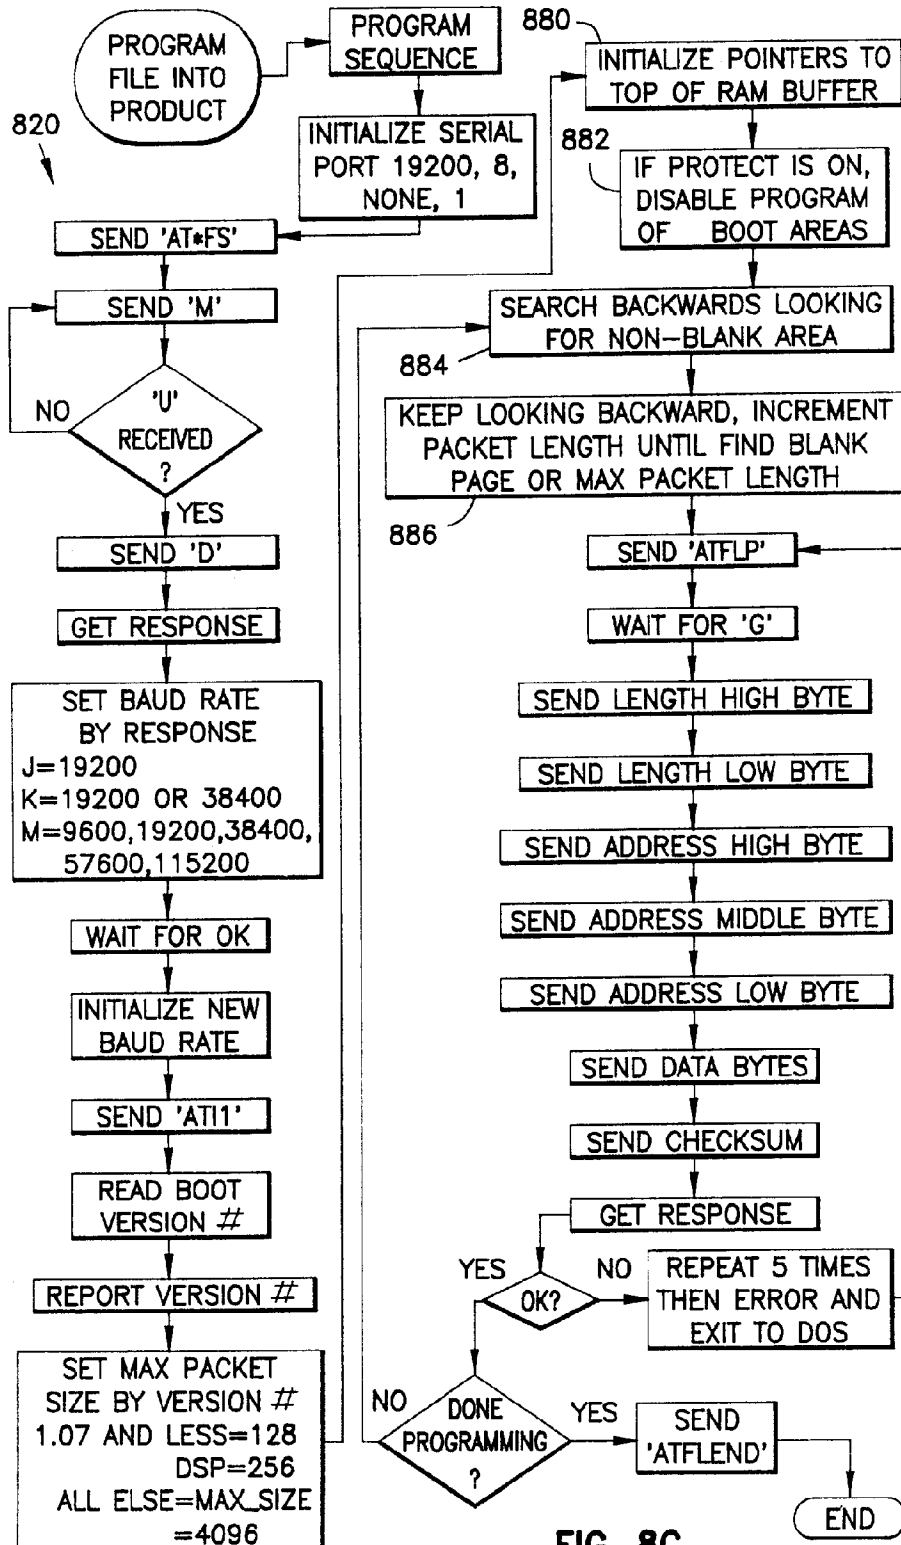 PROGRAM
FILE INTO
PRODUCT
PROGRAM
SEQUENCE
INITIALIZE SERIAL
PORT 19200, 8,
NONE, 1
820
SEND 'AT*FS'
SEND 'M'
'U'
RECEIVED
?
NO
YES
SEND 'D'
GET RESPONSE
SET BAUD RATE
BY RESPONSE
J=19200
K=19200 OR 38400
M=9600,19200,38400,
57600,115200
WAIT FOR OK
INITIALIZE NEW
BAUD RATE
SEND 'ATI1'
READ BOOT
VERSION #
REPORT VERSION #
SET MAX PACKET
SIZE BY VERSION #
1.07 AND LESS=128
DSP=256
ALL ELSE=MAX_SIZE
=4096
880
INITIALIZE POINTERS TO
TOP OF RAM BUFFER
882
IF PROTECT IS ON,
DISABLE PROGRAM
OF BOOT AREAS
SEARCH BACKWARDS LOOKING
FOR NON-BLANK AREA
884
KEEP LOOKING BACKWARD, INCREMENT
PACKET LENGTH UNTIL FIND BLANK
PAGE OR MAX PACKET LENGTH
886
SEND 'ATFLP'
WAIT FOR 'G'
SEND LENGTH HIGH BYTE
SEND LENGTH LOW BYTE
SEND ADDRESS HIGH BYTE
SEND ADDRESS MIDDLE BYTE
SEND ADDRESS LOW BYTE
SEND DATA BYTES
SEND CHECKSUM
GET RESPONSE
YES
OK?
NO
REPEAT 5 TIMES
THEN ERROR AND
EXIT TO DOS
NO
DONE
PROGRAMMING
?
YES
SEND
'ATFLEND'
END
FIG. 8C